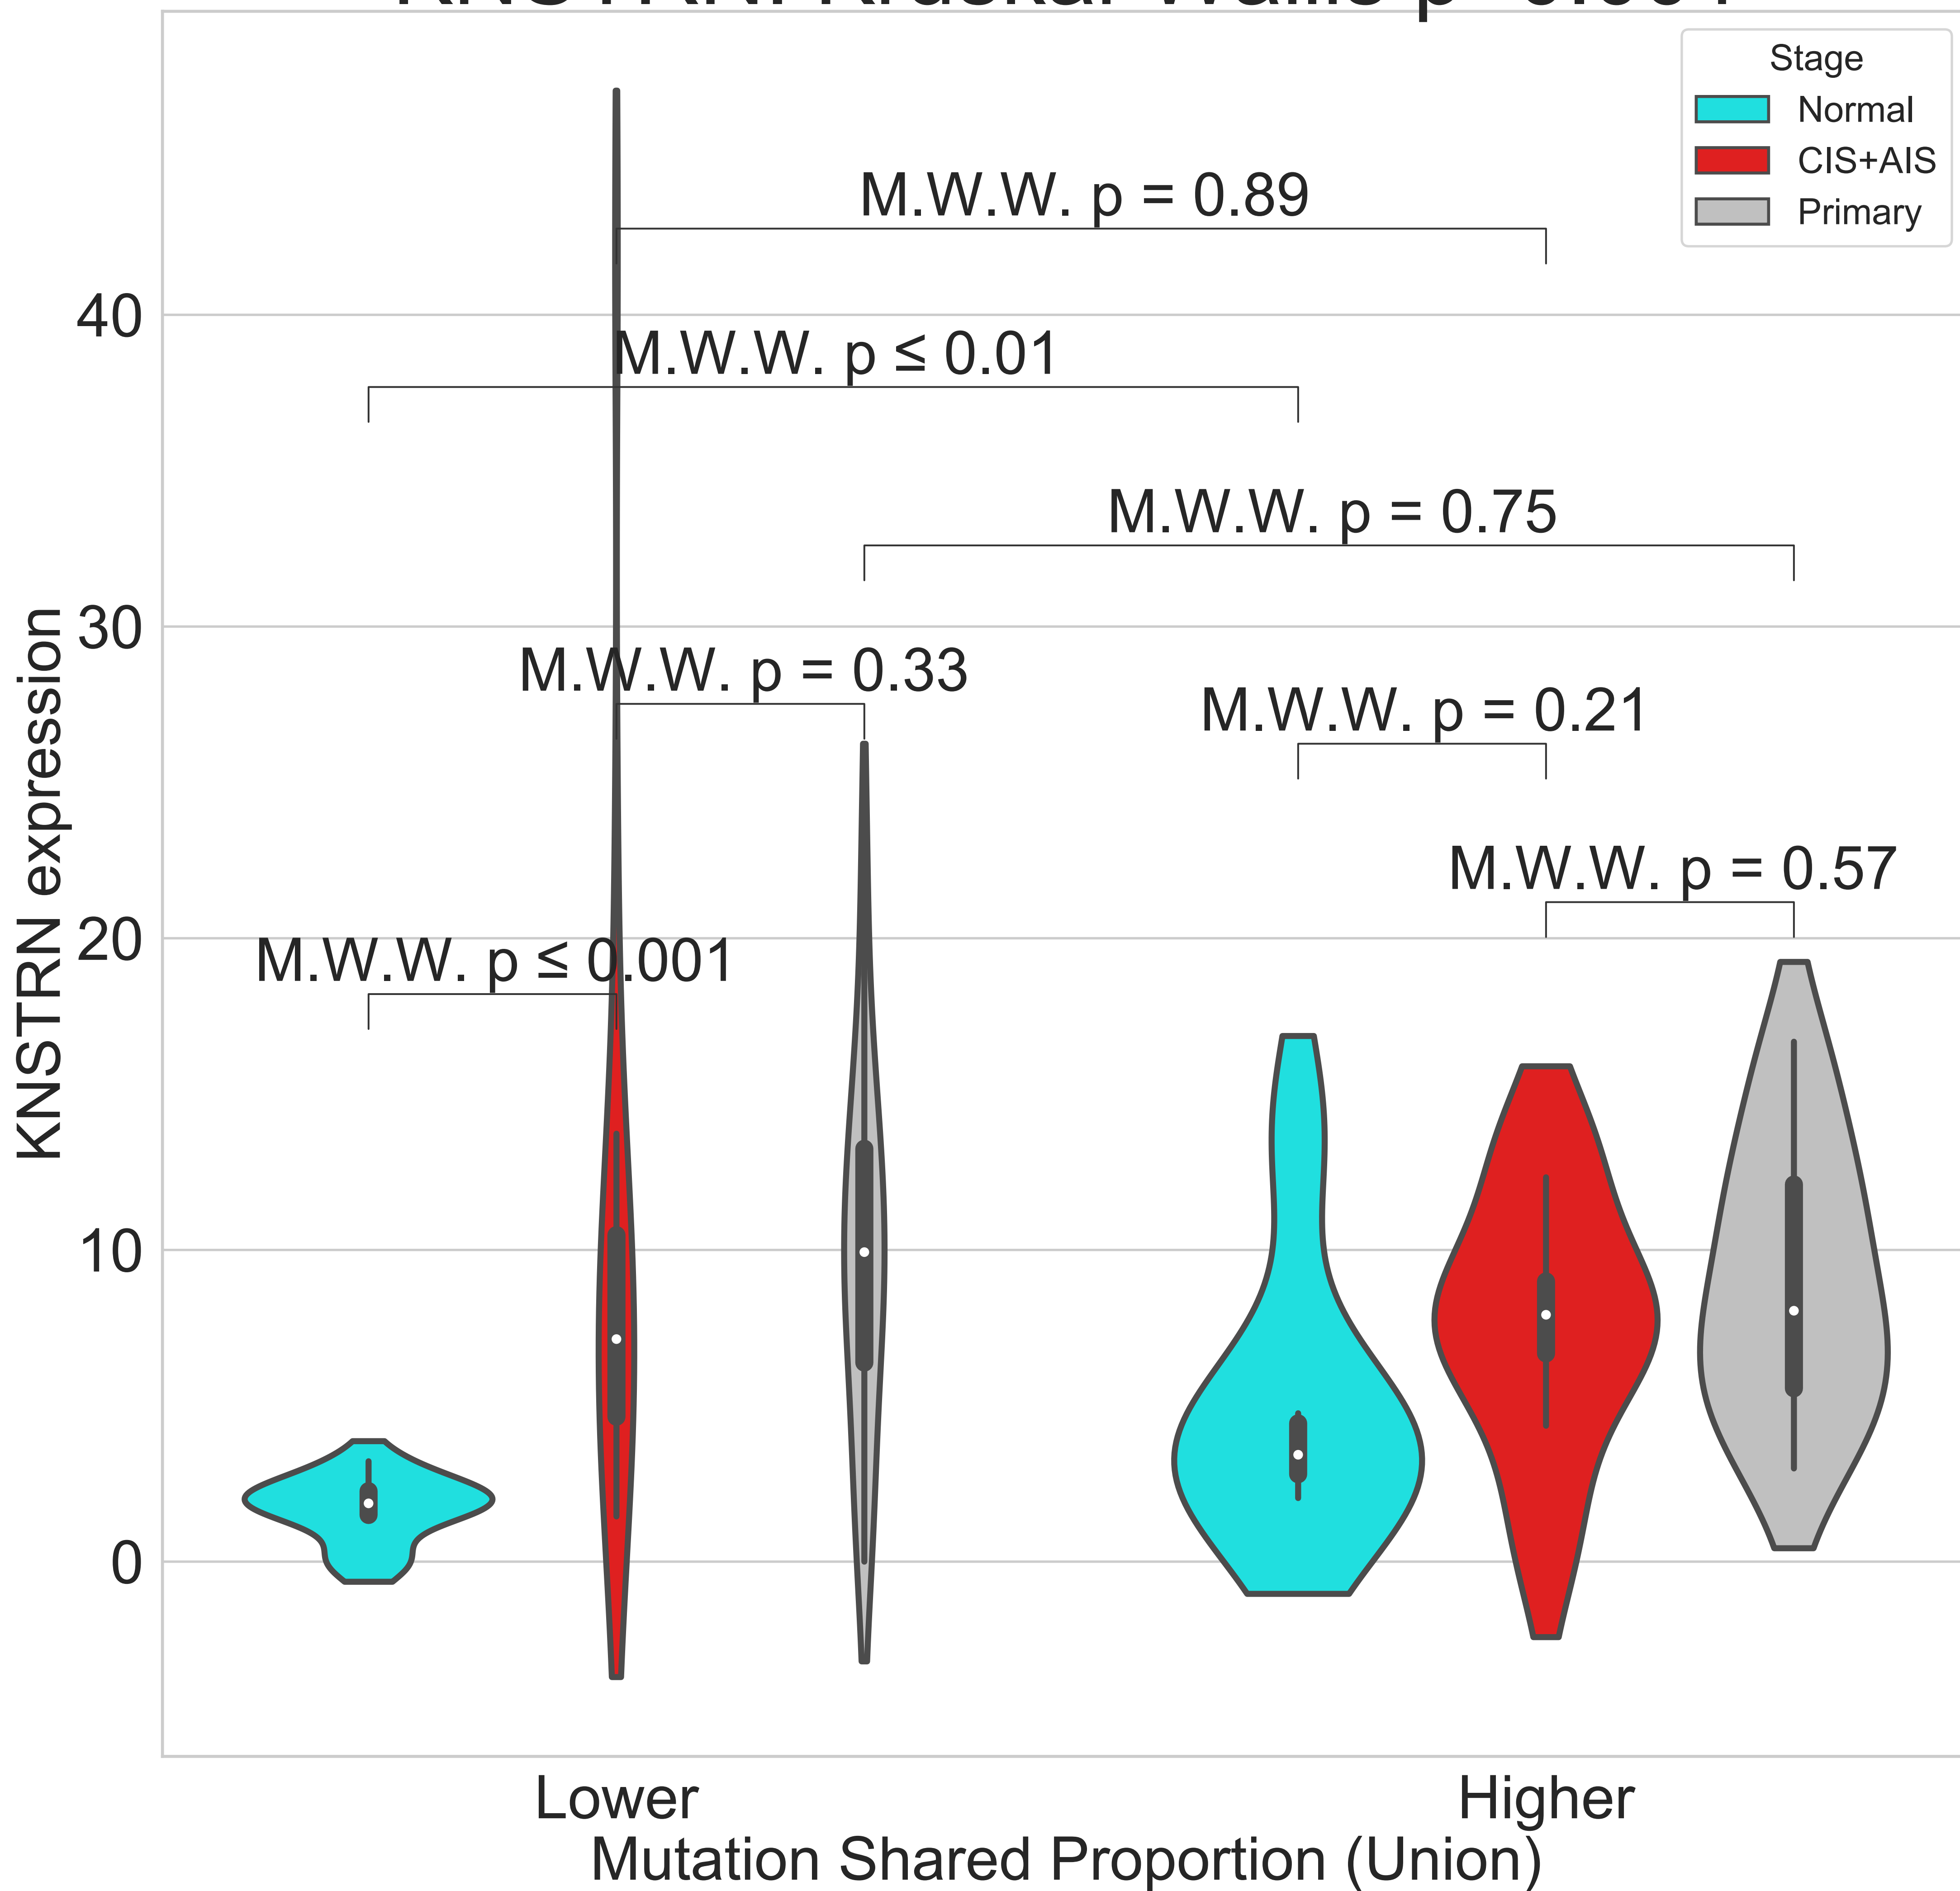 Stage
Normal
CIS+AIS
Primary
M.W.W. p = 0.89
40
M.W.W. p ≤ 0.01
M.W.W. p = 0.75
30
M.W.W. p = 0.33
M.W.W. p = 0.21
M.W.W. p = 0.57
20
M.W.W. p ≤ 0.001
KNSTRN expression
10
0
Lower
Higher
Mutation Shared Proportion (Union)